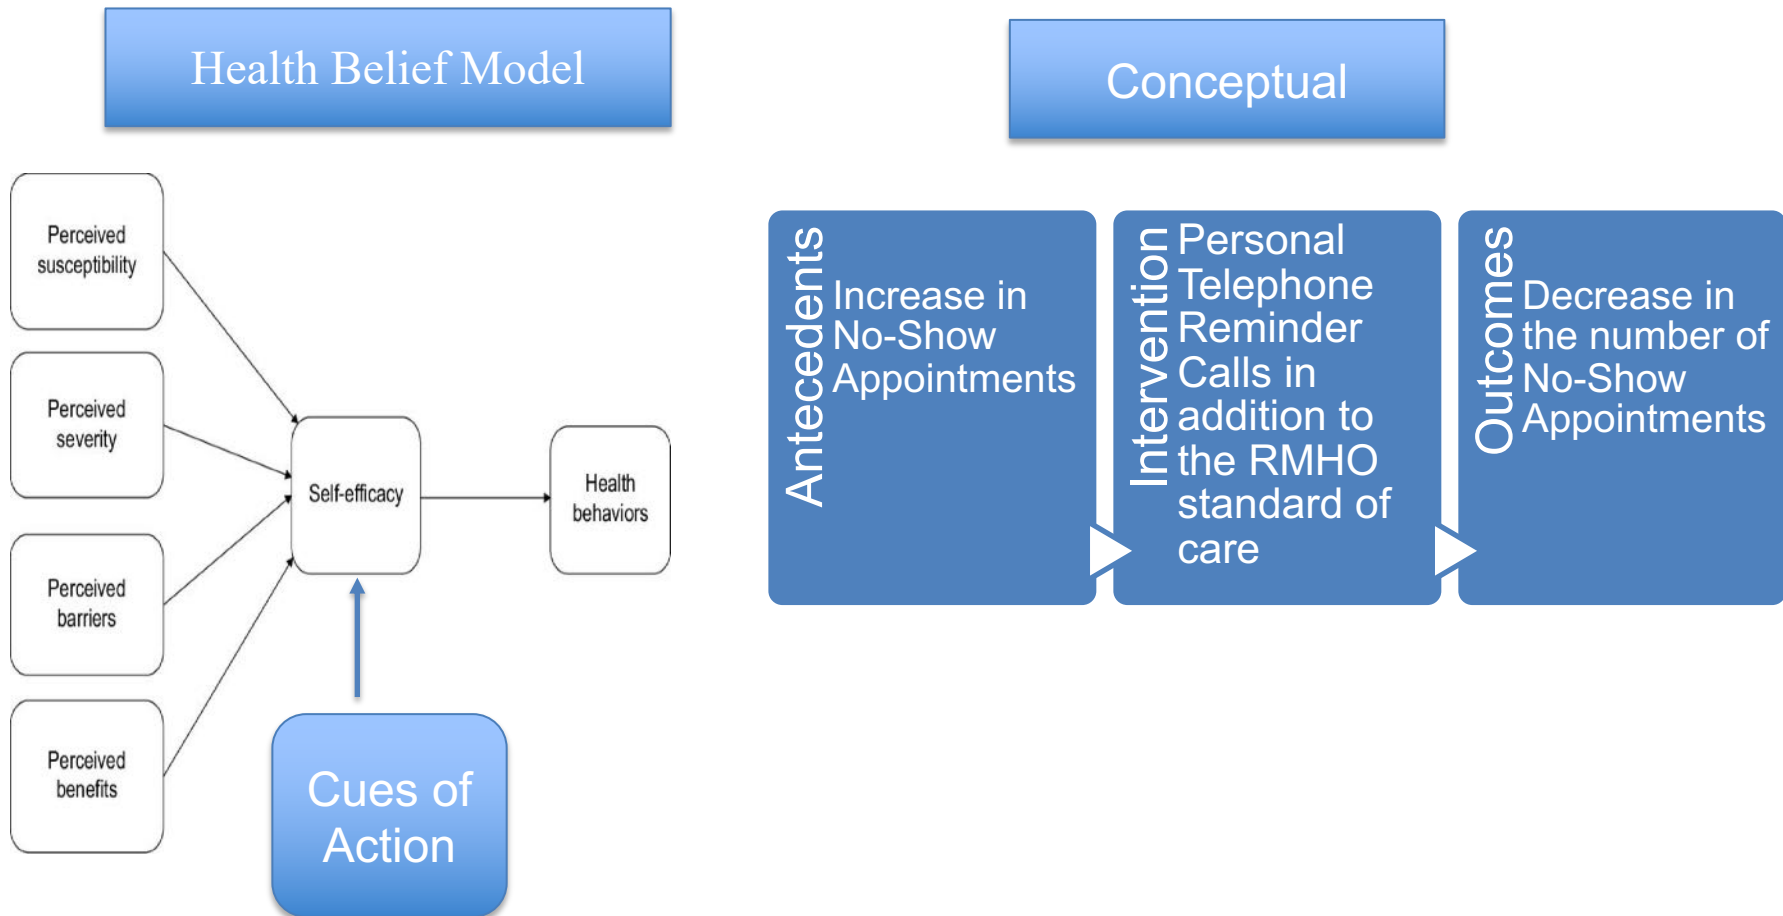 Health Belief Model
Perceived
susceptibility
Perceived
severity
Perceived
barriers
Perceived
benefits
Self-efficacy
Health
behaviors
Cues of
Action
Conceptual
Antecedents
Increase in
No-Show
Appointments
Intervention
Personal
Telephone
Reminder
Calls in
addition to
the RMHO
standard of
care
Outcomes
Decrease in
the number of
No-Show
Appointments